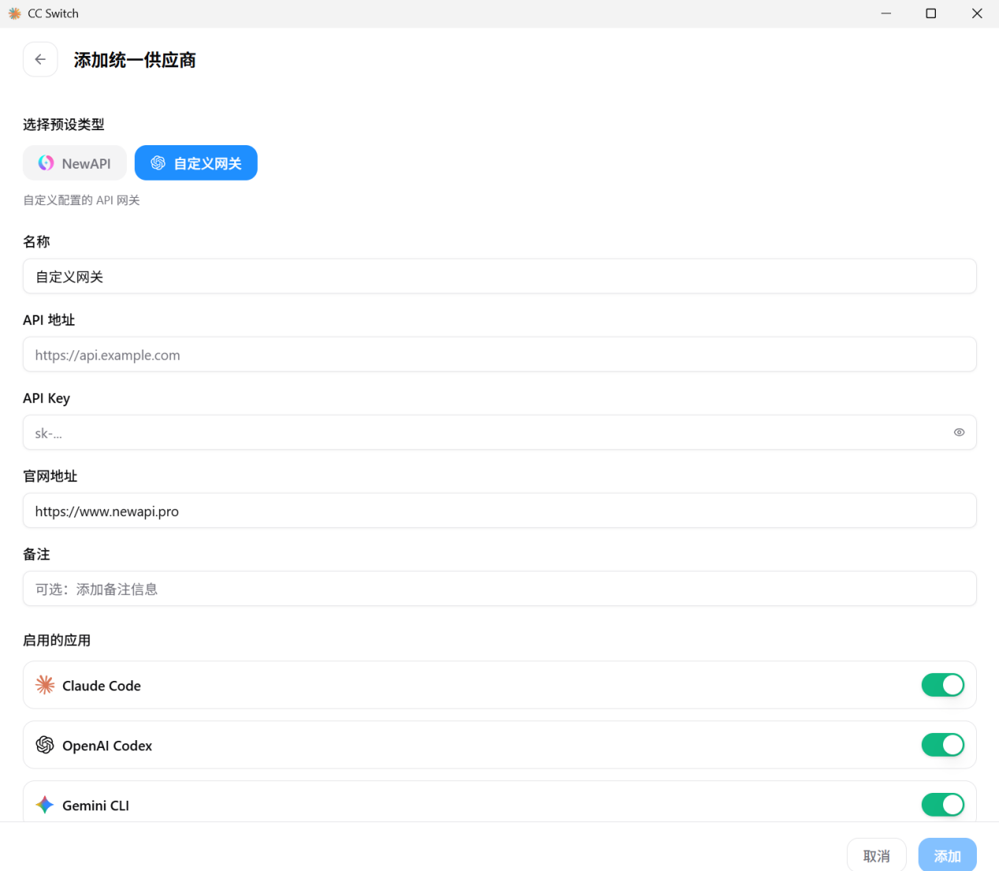 CC Switch
添加统一供应商
选择预设类型
NewAPI
自定义网关
自定义配置的 API 网关
名称
自定义网关
API 地址
https://api.example.com
API Key
sk-...
官网地址
https://www.newapi.pro
备注
可选：添加备注信息
启用的应用
Claude Code
OpenAI Codex
Gemini CLI
取消
添加